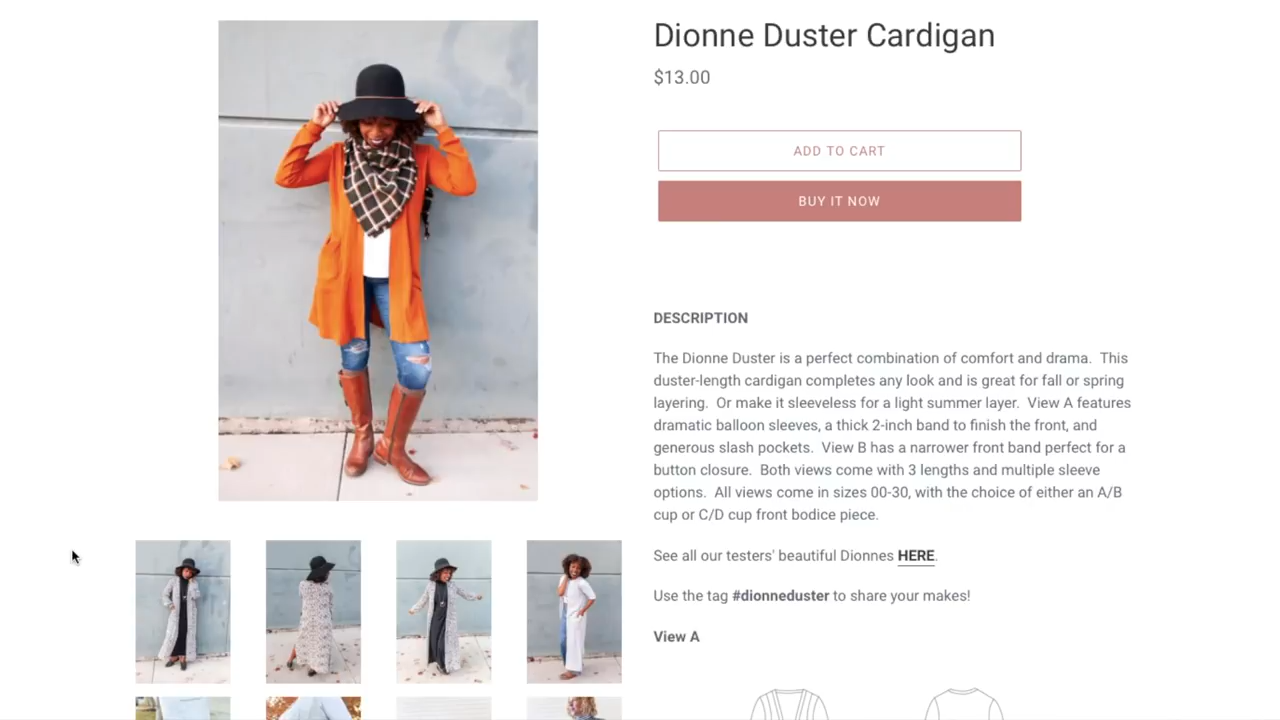 Dionne Duster Cardigan
$13.00
ADD TO CART
BUY IT NOW
DESCRIPTION
The Dionne Duster is a perfect combination of comfort and drama. This
duster-length cardigan completes any look and is great for fall or spring
layering. Or make it sleeveless for a light summer layer. View A features
dramatic balloon sleeves, a thick 2-inch band to finish the front, and
generous slash pockets. View B has a narrower front band perfect for a
button closure. Both views come with 3 lengths and multiple sleeve
options. All views come in sizes 00-30, with the choice of either an A/B
cup or C/D cup front bodice piece.
See all our testers' beautiful Dionnes HERE.
Use the tag #dionneduster to share your makes!
View A